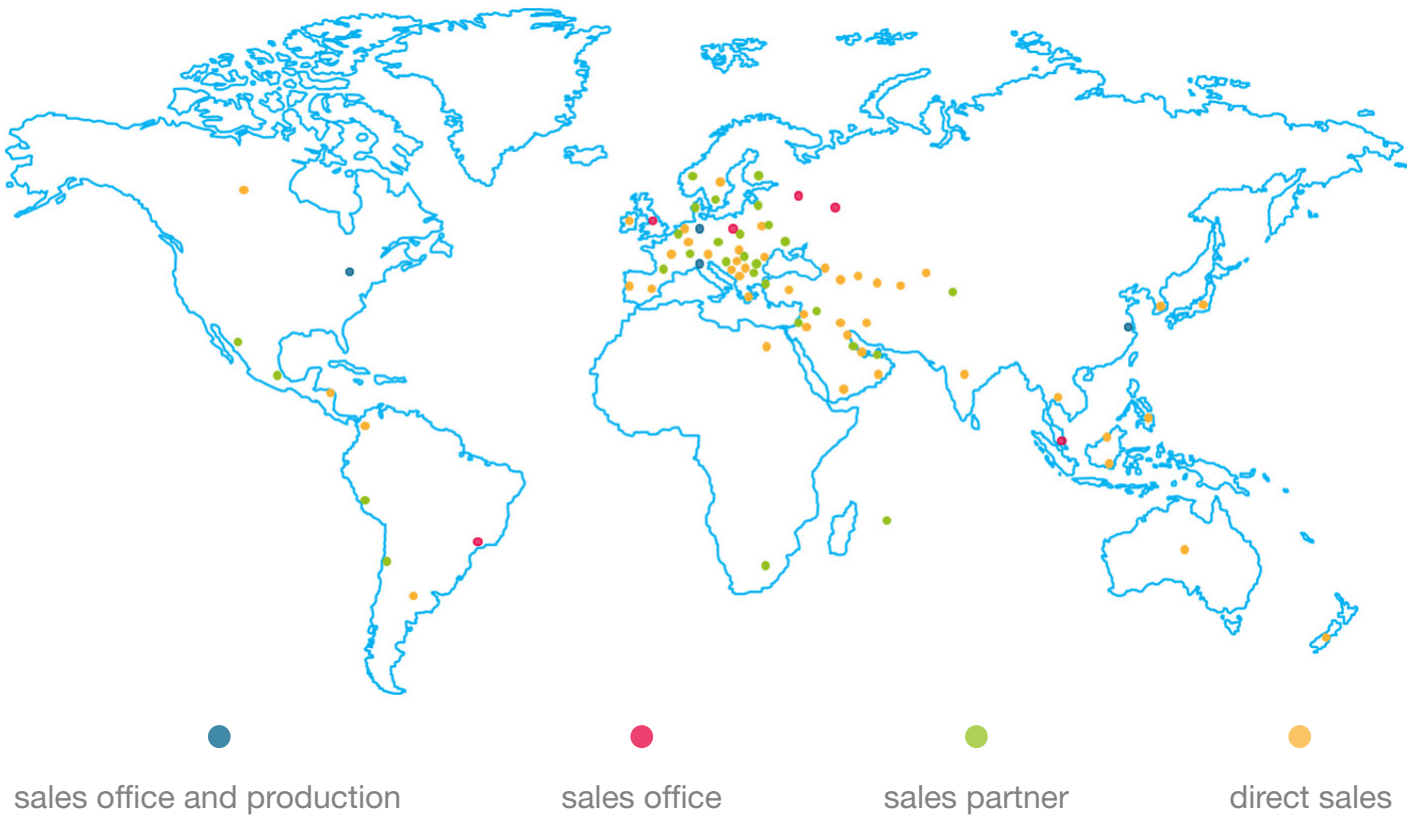 sales office and production
sales office
sales partner
direct sales